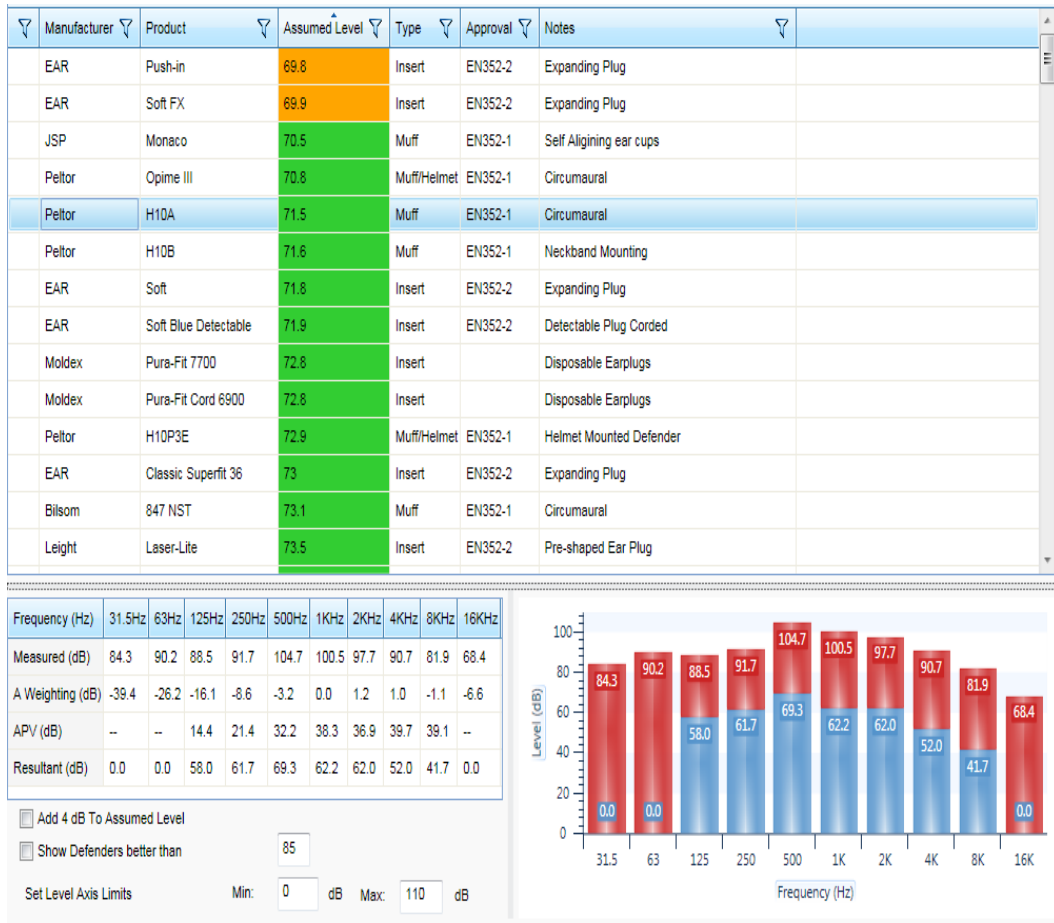 Manufacturer Product Assumed Level Type Approval Notes
EAR Push-in 69.8 Insert EN352-2 Expanding Plug
EAR Soft FX 69.9 Insert EN352-2 Expanding Plug
JSP Monaco 70.5 Muff EN352-1 Self Aligining ear cups
Peltor Opime III 70.8 Muff/Helmet EN352-1 Circumaural
Peltor H10A 71.5 Muff EN352-1 Circumaural
Peltor H10B 71.6 Muff EN352-1 Neckband Mounting
EAR Soft 71.8 Insert EN352-2 Expanding Plug
EAR Soft Blue Detectable 71.9 Insert EN352-2 Detectable Plug Corded
Moldex Pura-Fit 7700 72.8 Insert Disposable Earplugs
Moldex Pura-Fit Cord 6900 72.8 Insert Disposable Earplugs
Peltor H10P3E 72.9 Muff/Helmet EN352-1 Helmet Mounted Defender
EAR Classic Superfit 36 73 Insert EN352-2 Expanding Plug
Bilsom 847 NST 73.1 Muff EN352-1 Circumaural
Leight Laser-Lite 73.5 Insert EN352-2 Pre-shaped Ear Plug
Frequency (Hz) 31.5Hz 63Hz 125Hz 250Hz 500Hz 1KHz 2KHz 4KHz 8KHz 16KHz
Measured (dB) 84.3 90.2 88.5 91.7 104.7 100.5 97.7 90.7 81.9 68.4
A Weighting (dB) -39.4 -26.2 -16.1 -8.6 -3.2 0.0 1.2 1.0 -1.1 -6.6
APV (dB) -- -- 14.4 21.4 32.2 38.3 36.9 39.7 39.1 --
Resultant (dB) 0.0 0.0 58.0 61.7 69.3 62.2 62.0 52.0 41.7 0.0
Add 4 dB To Assumed Level
Show Defenders better than 85
Set Level Axis Limits Min: 0 dB Max: 110 dB
Level (dB)
100
80
60
40
20
0
84.3 90.2 88.5 91.7 104.7 100.5 97.7 90.7 81.9 68.4
0.0 0.0 58.0 61.7 69.3 62.2 62.0 52.0 41.7 0.0
31.5 63 125 250 500 1K 2K 4K 8K 16K
Frequency (Hz)